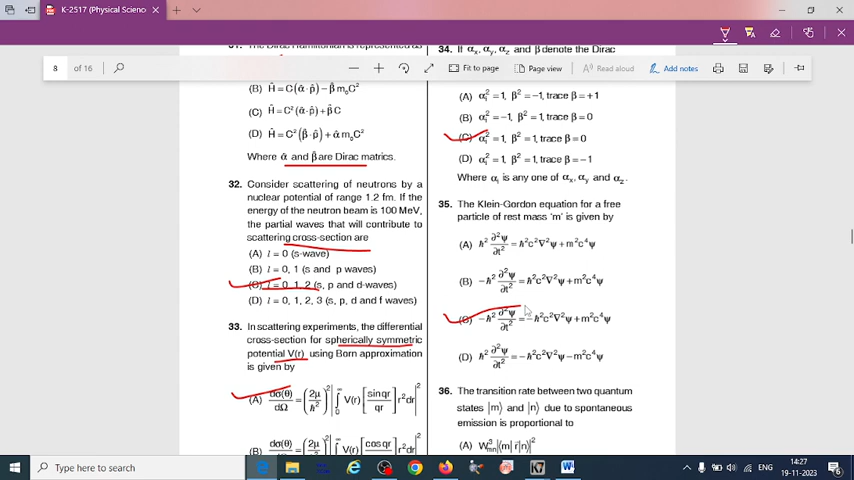 K-2517 (Physical Science
8 of 16
Fit to page
Page view
Read aloud
Add notes
31. The Dirac Hamiltonian is represented as
(B) Ĥ = C(α̂·p̂) − β̂ m₀C²
(C) Ĥ = C²(α̂·p̂) + β̂ C
(D) Ĥ = C²(β̂·p̂) + α̂ m₀C²
Where α̂ and β̂ are Dirac matrics.
32. Consider scattering of neutrons by a
nuclear potential of range 1.2 fm. If the
energy of the neutron beam is 100 MeV,
the partial waves that will contribute to
scattering cross-section are
(A) l = 0 (s-wave)
(B) l = 0, 1 (s and p waves)
(C) l = 0, 1, 2 (s, p and d-waves)
(D) l = 0, 1, 2, 3 (s, p, d and f waves)
33. In scattering experiments, the differential
cross-section for spherically symmetric
potential V(r) using Born approximation
is given by
(A) dσ(θ)/dΩ = (2μ/ħ²)² |∫₀^∞ V(r) [sinqr/qr] r²dr|²
(B) dσ(θ) (2μ)² |∞ V(r) [cosqr] r²dr|²
34. If αx, αy, αz and β denote the Dirac
(A) αᵢ² = 1, β² = −1, trace β = +1
(B) αᵢ² = −1, β² = 1, trace β = 0
(C) αᵢ² = 1, β² = 1, trace β = 0
(D) αᵢ² = 1, β² = 1, trace β = −1
Where αᵢ is any one of αx, αy and αz.
35. The Klein-Gordon equation for a free
particle of rest mass 'm' is given by
(A) ħ² ∂²ψ/∂t² = ħ²c²∇²ψ + m²c⁴ψ
(B) −ħ² ∂²ψ/∂t² = ħ²c²∇²ψ + m²c⁴ψ
(C) −ħ² ∂²ψ/∂t² = −ħ²c²∇²ψ + m²c⁴ψ
(D) ħ² ∂²ψ/∂t² = −ħ²c²∇²ψ − m²c⁴ψ
36. The transition rate between two quantum
states |m⟩ and |n⟩ due to spontaneous
emission is proportional to
(A) W³mn |⟨m| r⃗ |n⟩|²
Type here to search
ENG
14:27
19-11-2023